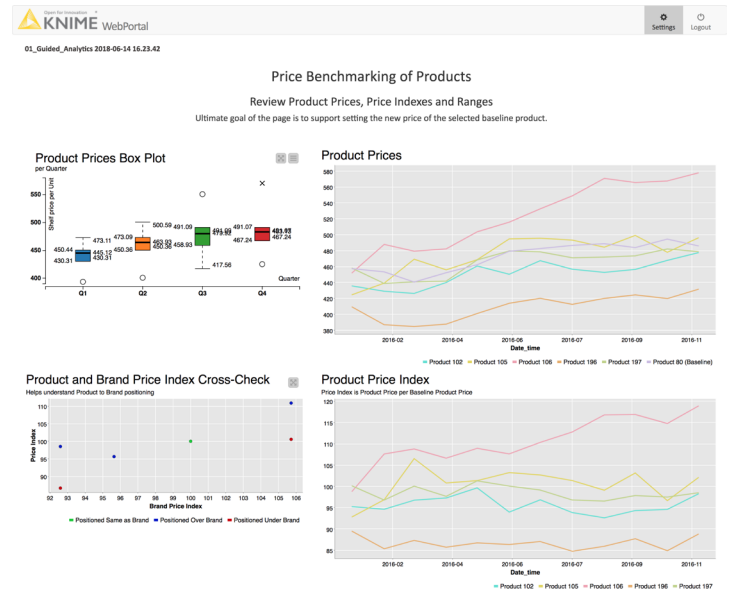 Open for Innovation
KNIME WebPortal
Settings
Logout
01_Guided_Analytics 2018-06-14 16.23.42
Price Benchmarking of Products
Review Product Prices, Price Indexes and Ranges
Ultimate goal of the page is to support setting the new price of the selected baseline product.
Product Prices Box Plot
per Quarter
Shelf price per Unit
550
500
450
400
450.44
430.31
473.11
445.12
430.31
473.09
450.36
500.59
463.93
450.36
491.09
458.93
491.09
417.56
491.07
467.24
467.24
Quarter
Q1
Q2
Q3
Q4
Product Prices
580
560
540
520
500
480
460
440
420
400
380
2016-02
2016-04
2016-06
2016-07
2016-09
2016-11
Date_time
Product 102
Product 105
Product 106
Product 196
Product 197
Product 80 (Baseline)
Product and Brand Price Index Cross-Check
Helps understand Product to Brand positioning
Price Index
110
105
100
95
90
92 93 94 95 96 97 98 99 100 101 102 103 104 105 106
Brand Price Index
Positioned Same as Brand
Positioned Over Brand
Positioned Under Brand
Product Price Index
Price Index is Product Price per Baseline Product Price
120
115
110
105
100
95
90
85
2016-02
2016-04
2016-06
2016-07
2016-09
2016-11
Date_time
Product 102
Product 105
Product 106
Product 196
Product 197